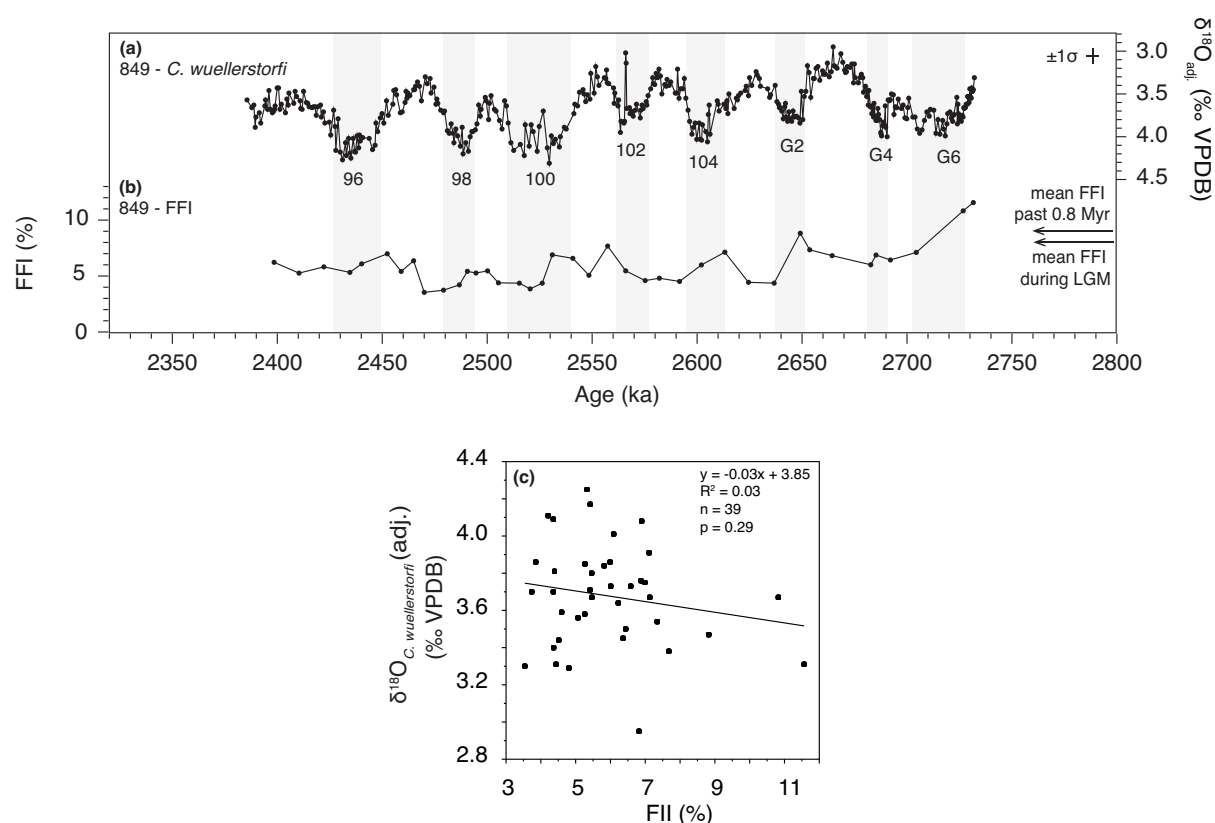 (a)
849 - C. wuellerstorfi
±1σ
3.0
3.5
4.0
4.5
δ18Oadj. (‰ VPDB)
96
98
100
102
104
G2
G4
G6
(b)
849 - FFI
mean FFI
past 0.8 Myr
mean FFI
during LGM
10
5
0
FFI (%)
2350
2400
2450
2500
2550
2600
2650
2700
2750
2800
Age (ka)
(c)
y = -0.03x + 3.85
R² = 0.03
n = 39
p = 0.29
4.4
4.0
3.6
3.2
2.8
δ18OC. wuellerstorfi(adj.)
(‰ VPDB)
3
5
7
9
11
FII (%)